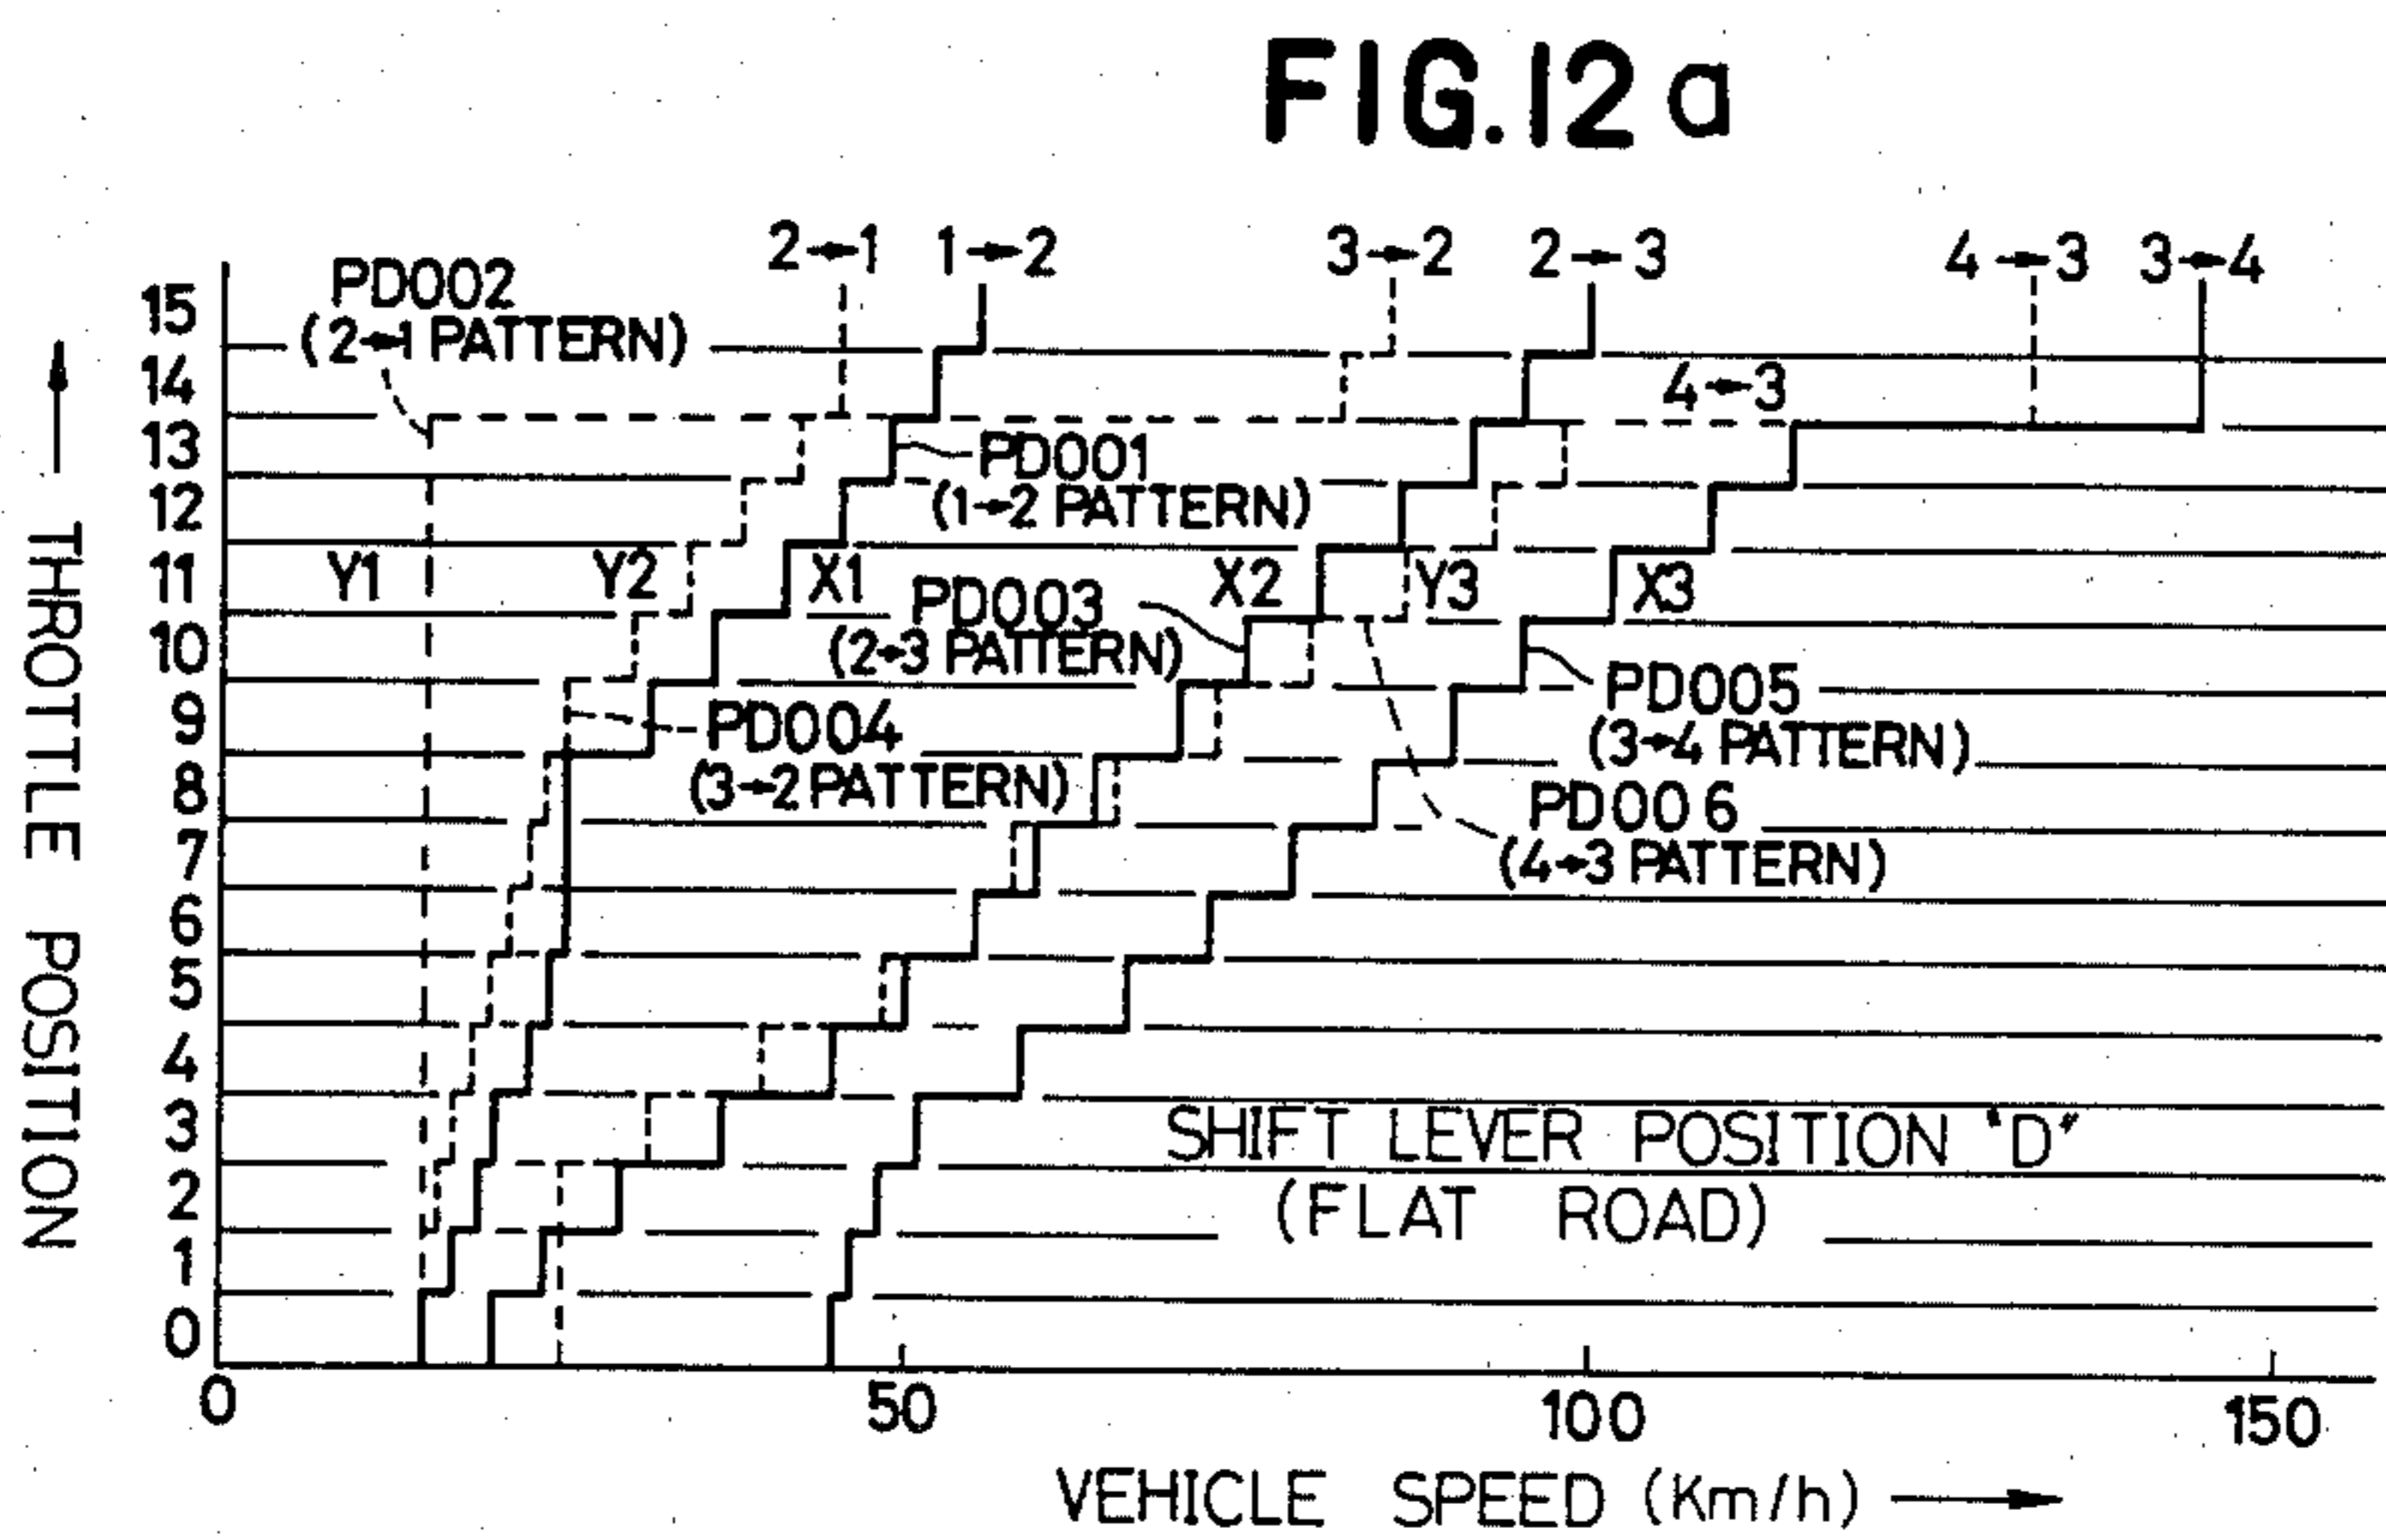 FIG.12a
2→1 1→2 3→2 2→3 4→3 3→4
PD002
(2→1 PATTERN)
4→3
PD001
(1→2 PATTERN)
Y1 Y2 X1 X2 Y3 X3
PD003
(2→3 PATTERN)
PD004
(3→2 PATTERN)
PD005
(3→4 PATTERN)
PD006
(4→3 PATTERN)
SHIFT LEVER POSITION "D"
(FLAT ROAD)
15
14
13
12
11
10
9
8
7
6
5
4
3
2
1
0
THROTTLE POSITION
0 50 100 150
VEHICLE SPEED (Km/h)